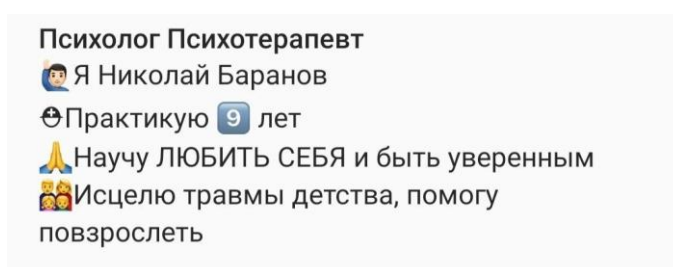 Психолог Психотерапевт
🙋🏻‍♂️Я Николай Баранов
⛑Практикую 9️⃣ лет
🙏Научу ЛЮБИТЬ СЕБЯ и быть уверенным
👨‍👩‍👧‍👦Исцелю травмы детства, помогу
повзрослеть